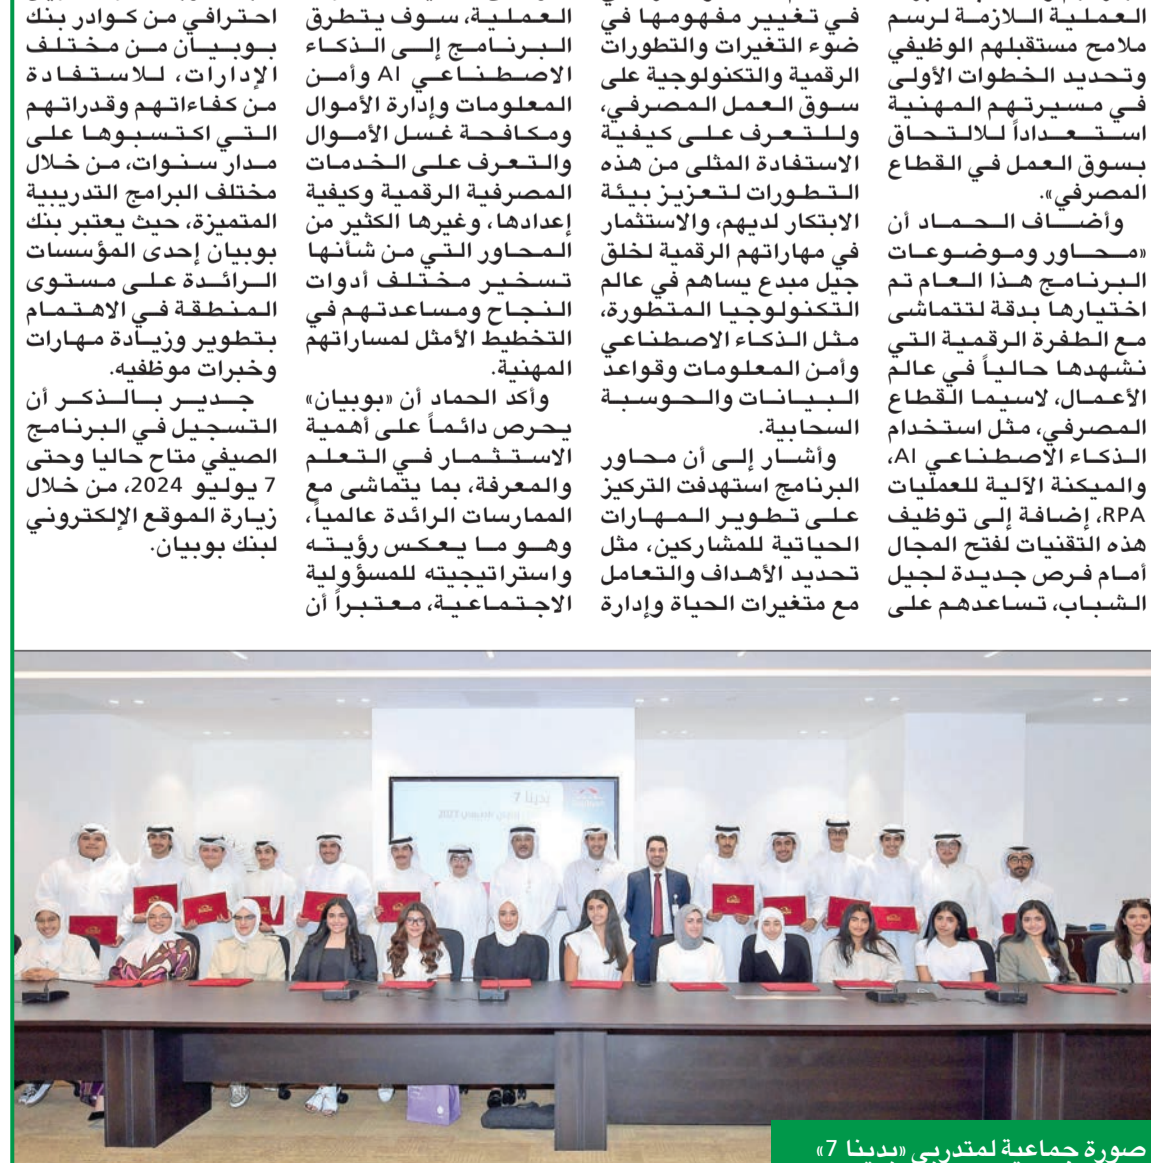 العملية اللازمة لرسم
ملامح مستقبلهم الوظيفي
وتحديد الخطوات الأولى
في مسيرتهم المهنية
استعداداً للالتحاق
بسوق العمل في القطاع
المصرفي».
وأضاف الحماد أن
«محاور وموضوعات
البرنامج هذا العام تم
اختيارها بدقة لتتماشى
مع الطفرة الرقمية التي
نشهدها حالياً في عالم
الأعمال، لاسيما القطاع
المصرفي، مثل استخدام
الذكاء الاصطناعي AI،
والميكنة الآلية للعمليات
RPA، إضافة إلى توظيف
هذه التقنيات لفتح المجال
أمام فرص جديدة لجيل
الشباب، تساعدهم على
في تغيير مفهومها في
ضوء التغيرات والتطورات
الرقمية والتكنولوجية على
سوق العمل المصرفي،
وللتعرف على كيفية
الاستفادة المثلى من هذه
التطورات لتعزيز بيئة
الابتكار لديهم، والاستثمار
في مهاراتهم الرقمية لخلق
جيل مبدع يساهم في عالم
التكنولوجيا المتطورة،
مثل الذكاء الاصطناعي
وأمن المعلومات وقواعد
البيانات والحوسبة
السحابية.
وأشار إلى أن محاور
البرنامج استهدفت التركيز
على تطوير المهارات
الحياتية للمشاركين، مثل
تحديد الأهداف والتعامل
مع متغيرات الحياة وإدارة
العملية، سوف يتطرق
البرنامج إلى الذكاء
الاصطناعي AI وأمن
المعلومات وإدارة الأموال
ومكافحة غسل الأموال
والتعرف على الخدمات
المصرفية الرقمية وكيفية
إعدادها، وغيرها الكثير من
المحاور التي من شأنها
تسخير مختلف أدوات
النجاح ومساعدتهم في
التخطيط الأمثل لمساراتهم
المهنية.
وأكد الحماد أن «بوبيان»
يحرص دائماً على أهمية
الاستثمار في التعلم
والمعرفة، بما يتماشى مع
الممارسات الرائدة عالمياً،
وهو ما يعكس رؤيته
واستراتيجيته للمسؤولية
الاجتماعية، معتبراً أن
احترافي من كوادر بنك
بوبيان من مختلف
الإدارات، للاستفادة
من كفاءاتهم وقدراتهم
التي اكتسبوها على
مدار سنوات، من خلال
مختلف البرامج التدريبية
المتميزة، حيث يعتبر بنك
بوبيان إحدى المؤسسات
الرائدة على مستوى
المنطقة في الاهتمام
بتطوير وزيادة مهارات
وخبرات موظفيه.
جدير بالذكر أن
التسجيل في البرنامج
الصيفي متاح حاليا وحتى
7 يوليو 2024، من خلال
زيارة الموقع الإلكتروني
لبنك بوبيان.
بدينا 7
صورة جماعية لمتدربي «بدينا 7»